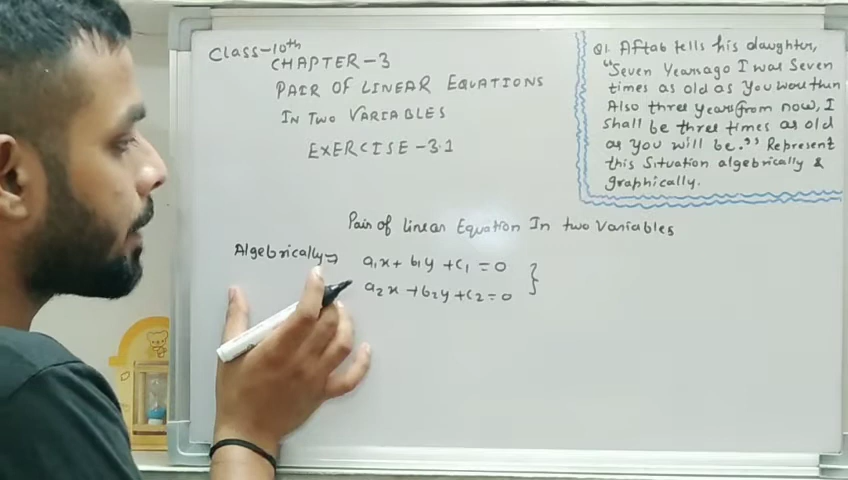 Class-10th
CHAPTER-3
PAIR OF LINEAR EQUATIONS
IN TWO VARIABLES
EXERCISE-3.1
Q1. Aftab tells his daughter,
"Seven Years ago I was Seven
times as old as You were then
Also three years from now, I
Shall be three times as old
as You will be." Represent
this Situation algebrically &
graphically.
Pair of linear Equation In two Variables
Algebrically → a₁x + b₁y + c₁ = 0
a₂x + b₂y + c₂ = 0 }